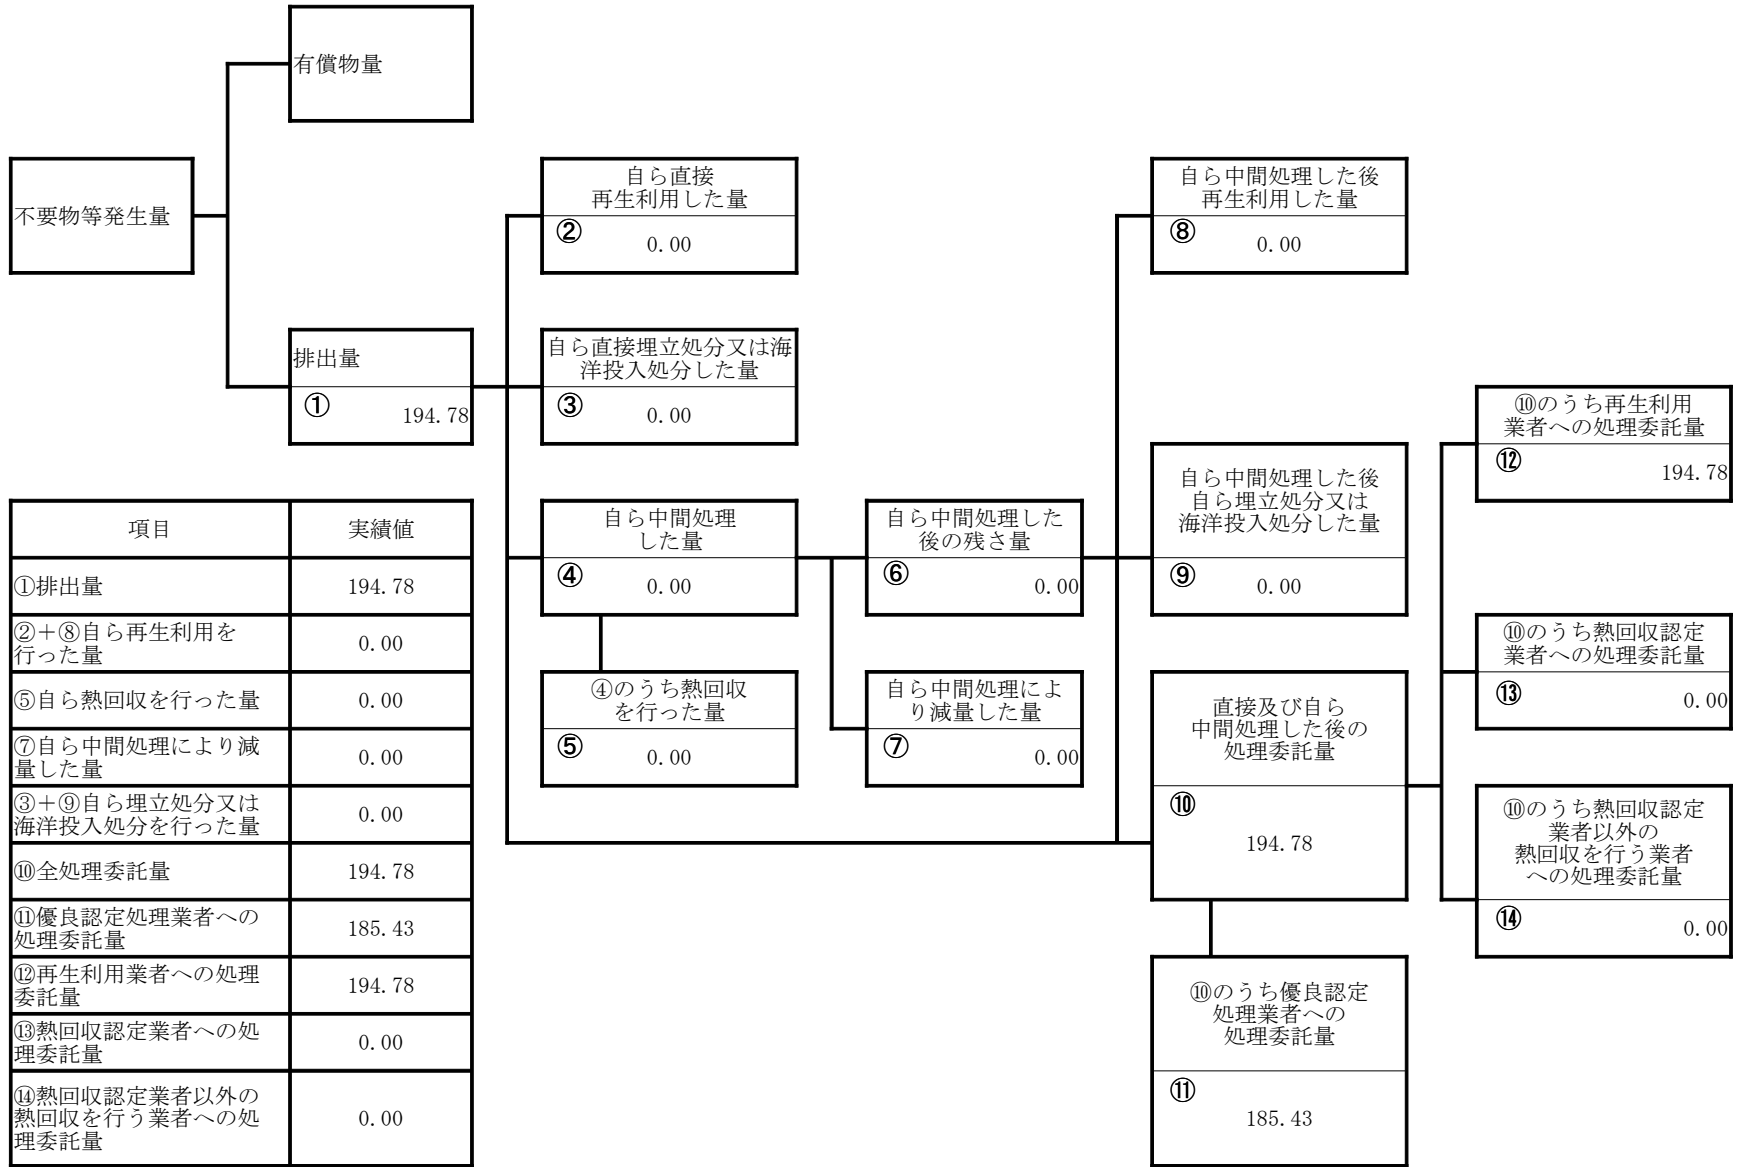 有償物量
不要物等発生量
自ら直接
再生利用した量
②
0.00
自ら中間処理した後
再生利用した量
⑧
0.00
排出量
①
194.78
自ら直接埋立処分又は海
洋投入処分した量
③
0.00
⑩のうち再生利用
業者への処理委託量
⑫
194.78
自ら中間処理
した量
④
0.00
自ら中間処理した
後の残さ量
⑥
0.00
自ら中間処理した後
自ら埋立処分又は
海洋投入処分した量
⑨
0.00
⑩のうち熱回収認定
業者への処理委託量
⑬
0.00
④のうち熱回収
を行った量
⑤
0.00
自ら中間処理によ
り減量した量
⑦
0.00
直接及び自ら
中間処理した後の
処理委託量
⑩
194.78
⑩のうち熱回収認定
業者以外の
熱回収を行う業者
への処理委託量
⑭
0.00
⑩のうち優良認定
処理業者への
処理委託量
⑪
185.43
項目
実績値
①排出量
194.78
②＋⑧自ら再生利用を
行った量
0.00
⑤自ら熱回収を行った量
0.00
⑦自ら中間処理により減
量した量
0.00
③＋⑨自ら埋立処分又は
海洋投入処分を行った量
0.00
⑩全処理委託量
194.78
⑪優良認定処理業者への
処理委託量
185.43
⑫再生利用業者への処理
委託量
194.78
⑬熱回収認定業者への処
理委託量
0.00
⑭熱回収認定業者以外の
熱回収を行う業者への処
理委託量
0.00